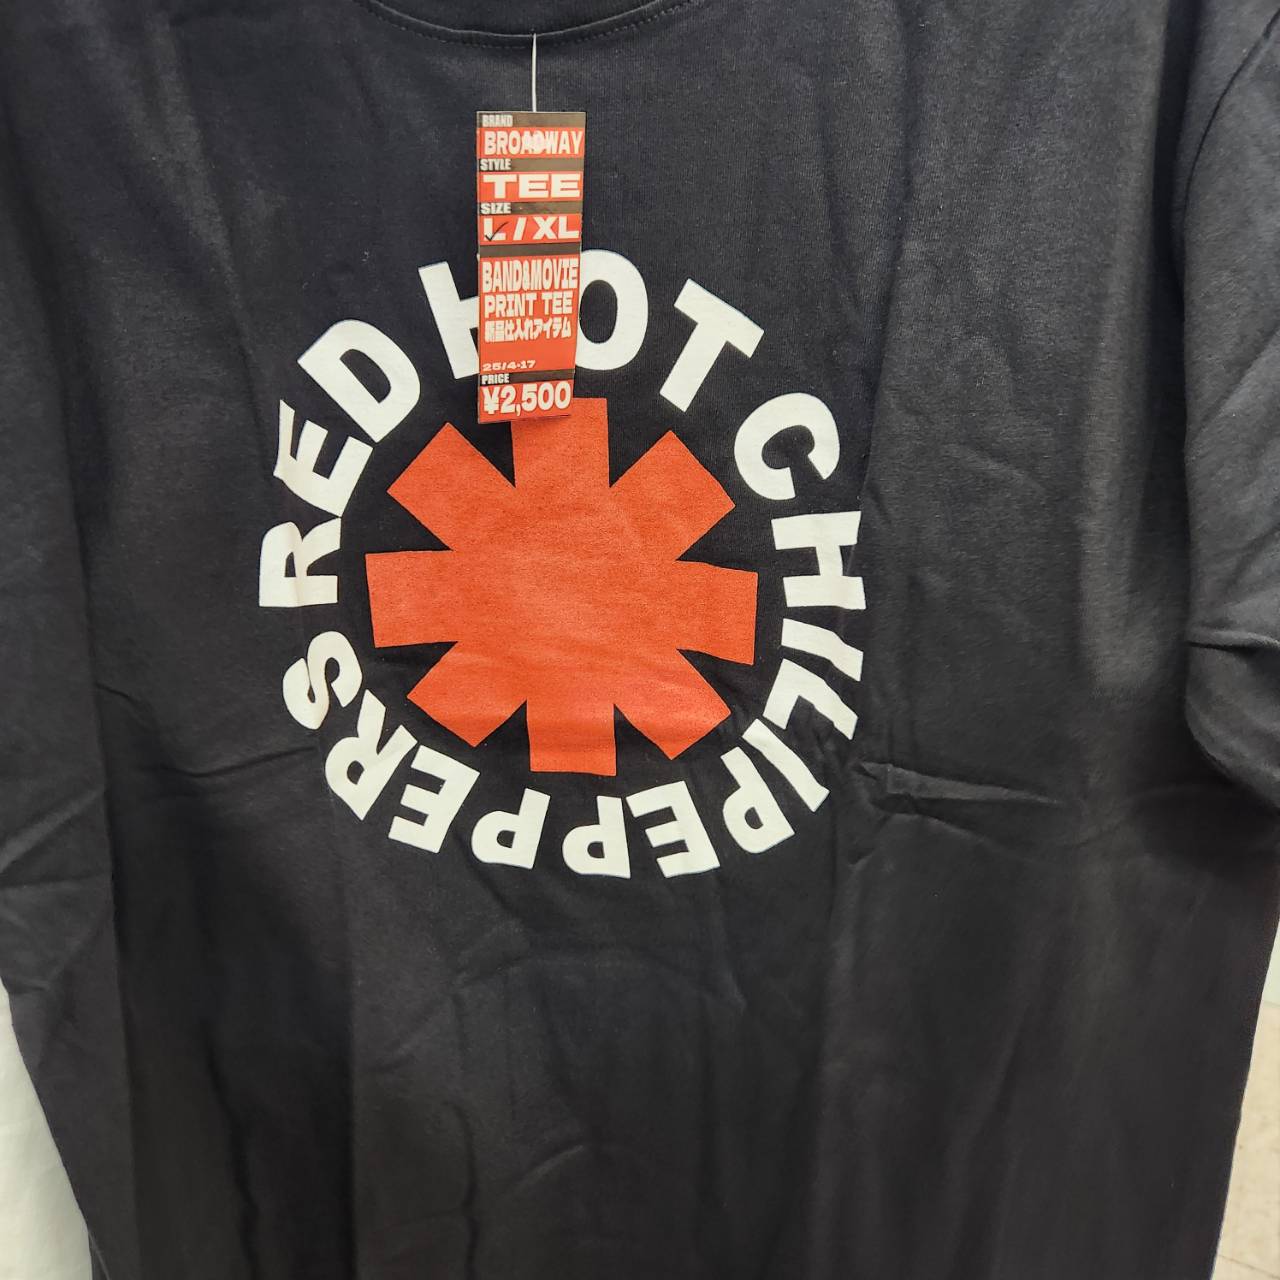 BRAND
BROADWAY
STYLE
TEE
SIZE
L/XL
BAND&MOVIE
PRINT TEE
新品仕入れアイテム
25/4-17
PRICE
¥2,500
RED HOT CHILI PEPPERS